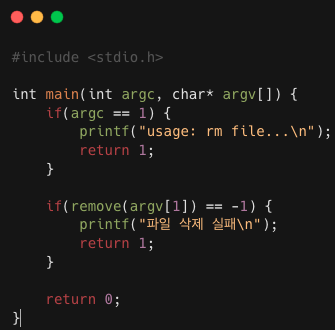 #include <stdio.h>
int main(int argc, char* argv[]) {
    if(argc == 1) {
        printf("usage: rm file...\n");
        return 1;
    }
    if(remove(argv[1]) == -1) {
        printf("파일 삭제 실패\n");
        return 1;
    }
    return 0;
}